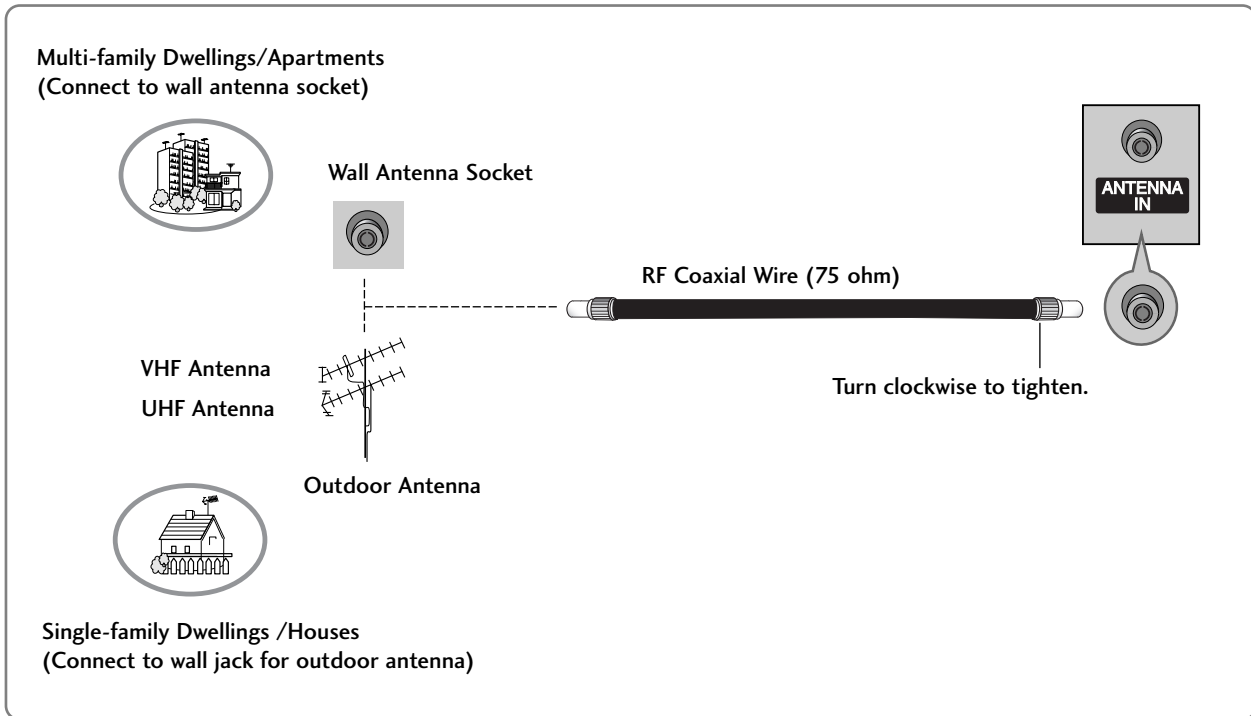 Multi-family Dwellings/Apartments
(Connect to wall antenna socket)
Wall Antenna Socket
ANTENNA
IN
RF Coaxial Wire (75 ohm)
VHF Antenna
UHF Antenna
Turn clockwise to tighten.
Outdoor Antenna
Single-family Dwellings /Houses
(Connect to wall jack for outdoor antenna)